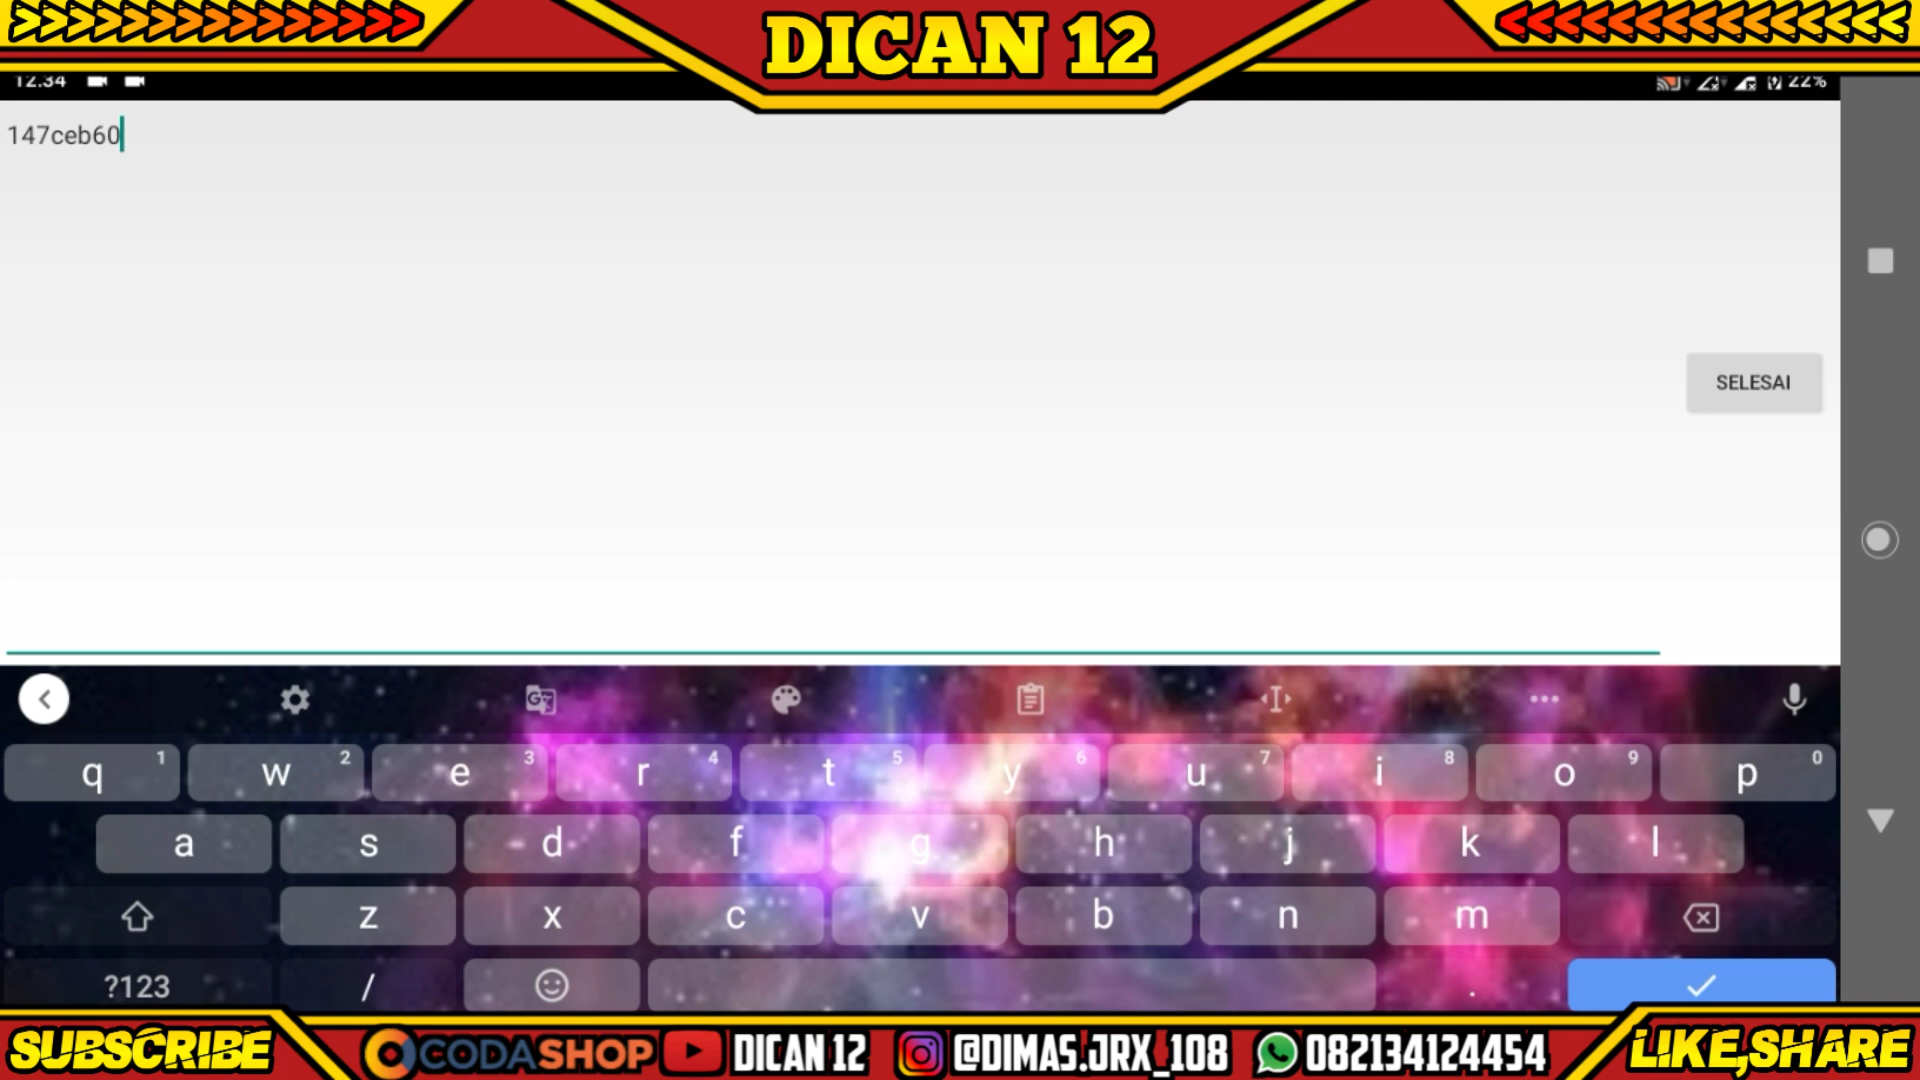 DICAN 12
12.34
22%
147ceb60
SELESAI
q 1 w 2 e 3 r 4 t 5 y 6 u 7 i 8 o 9 p 0
a s d f g h j k l
z x c v b n m
?123 / .
SUBSCRIBE
CODASHOP DICAN 12 @DIMAS.JRX_108 082134124454
LIKE,SHARE